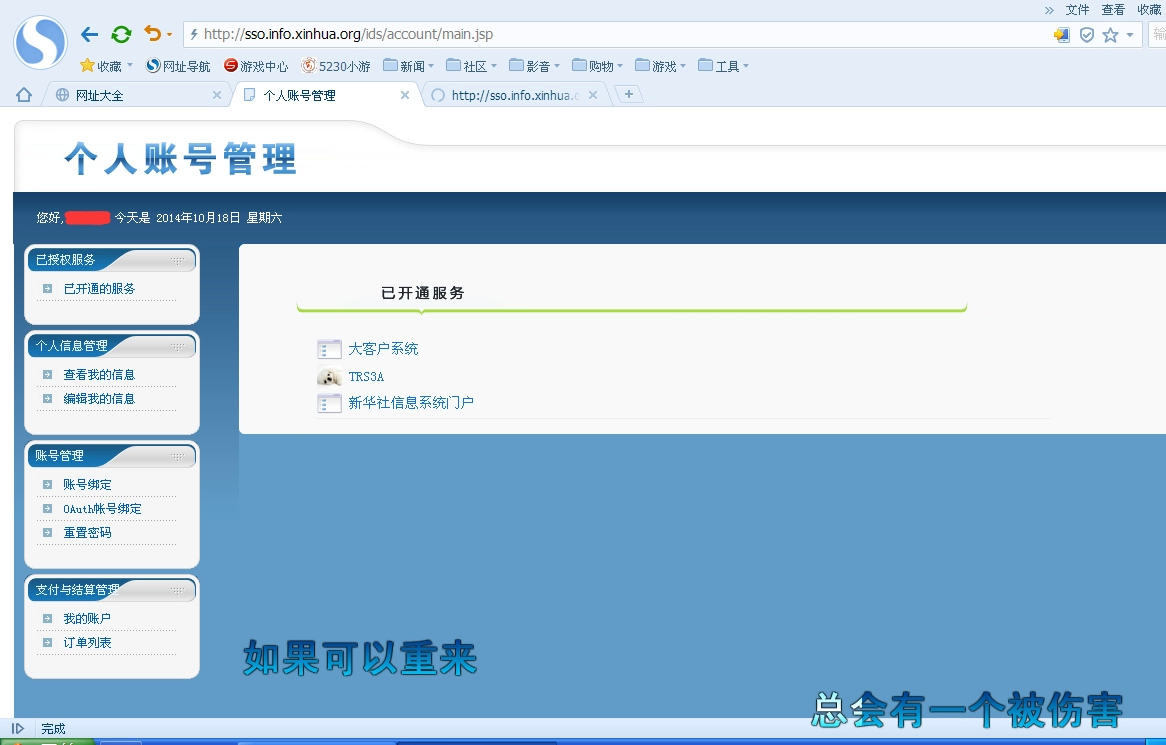 文件 查看 收藏
http://sso.info.xinhua.org/ids/account/main.jsp
输
收藏 网址导航 游戏中心 5230小游 新闻 社区 影音 购物 游戏 工具
网址大全 个人账号管理 http://sso.info.xinhua.
个人账号管理
您好, 今天是 2014年10月18日 星期六
已授权服务
已开通的服务
个人信息管理
查看我的信息
编辑我的信息
账号管理
账号绑定
OAuth帐号绑定
重置密码
支付与结算管理
我的账户
订单列表
已开通服务
大客户系统
TRS3A
新华社信息系统门户
如果可以重来
总会有一个被伤害
完成